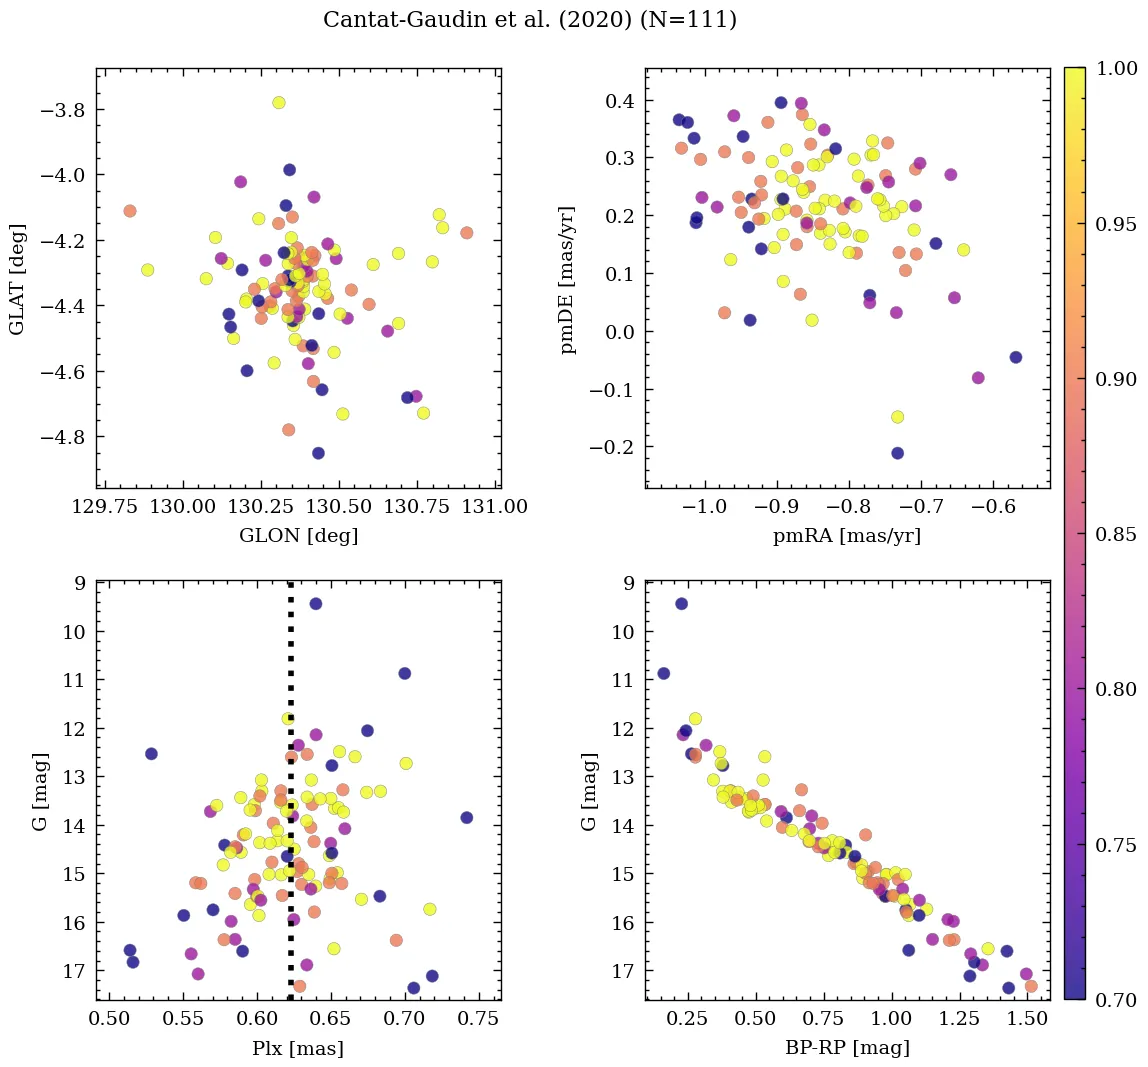 Cantat-Gaudin et al. (2020) (N=111)
GLAT [deg]
−3.8
−4.0
−4.2
−4.4
−4.6
−4.8
129.75 130.00 130.25 130.50 130.75 131.00
GLON [deg]
pmDE [mas/yr]
0.4
0.3
0.2
0.1
0.0
−0.1
−0.2
−1.0 −0.9 −0.8 −0.7 −0.6
pmRA [mas/yr]
G [mag]
9
10
11
12
13
14
15
16
17
0.50 0.55 0.60 0.65 0.70 0.75
Plx [mas]
G [mag]
9
10
11
12
13
14
15
16
17
0.25 0.50 0.75 1.00 1.25 1.50
BP-RP [mag]
1.00
0.95
0.90
0.85
0.80
0.75
0.70